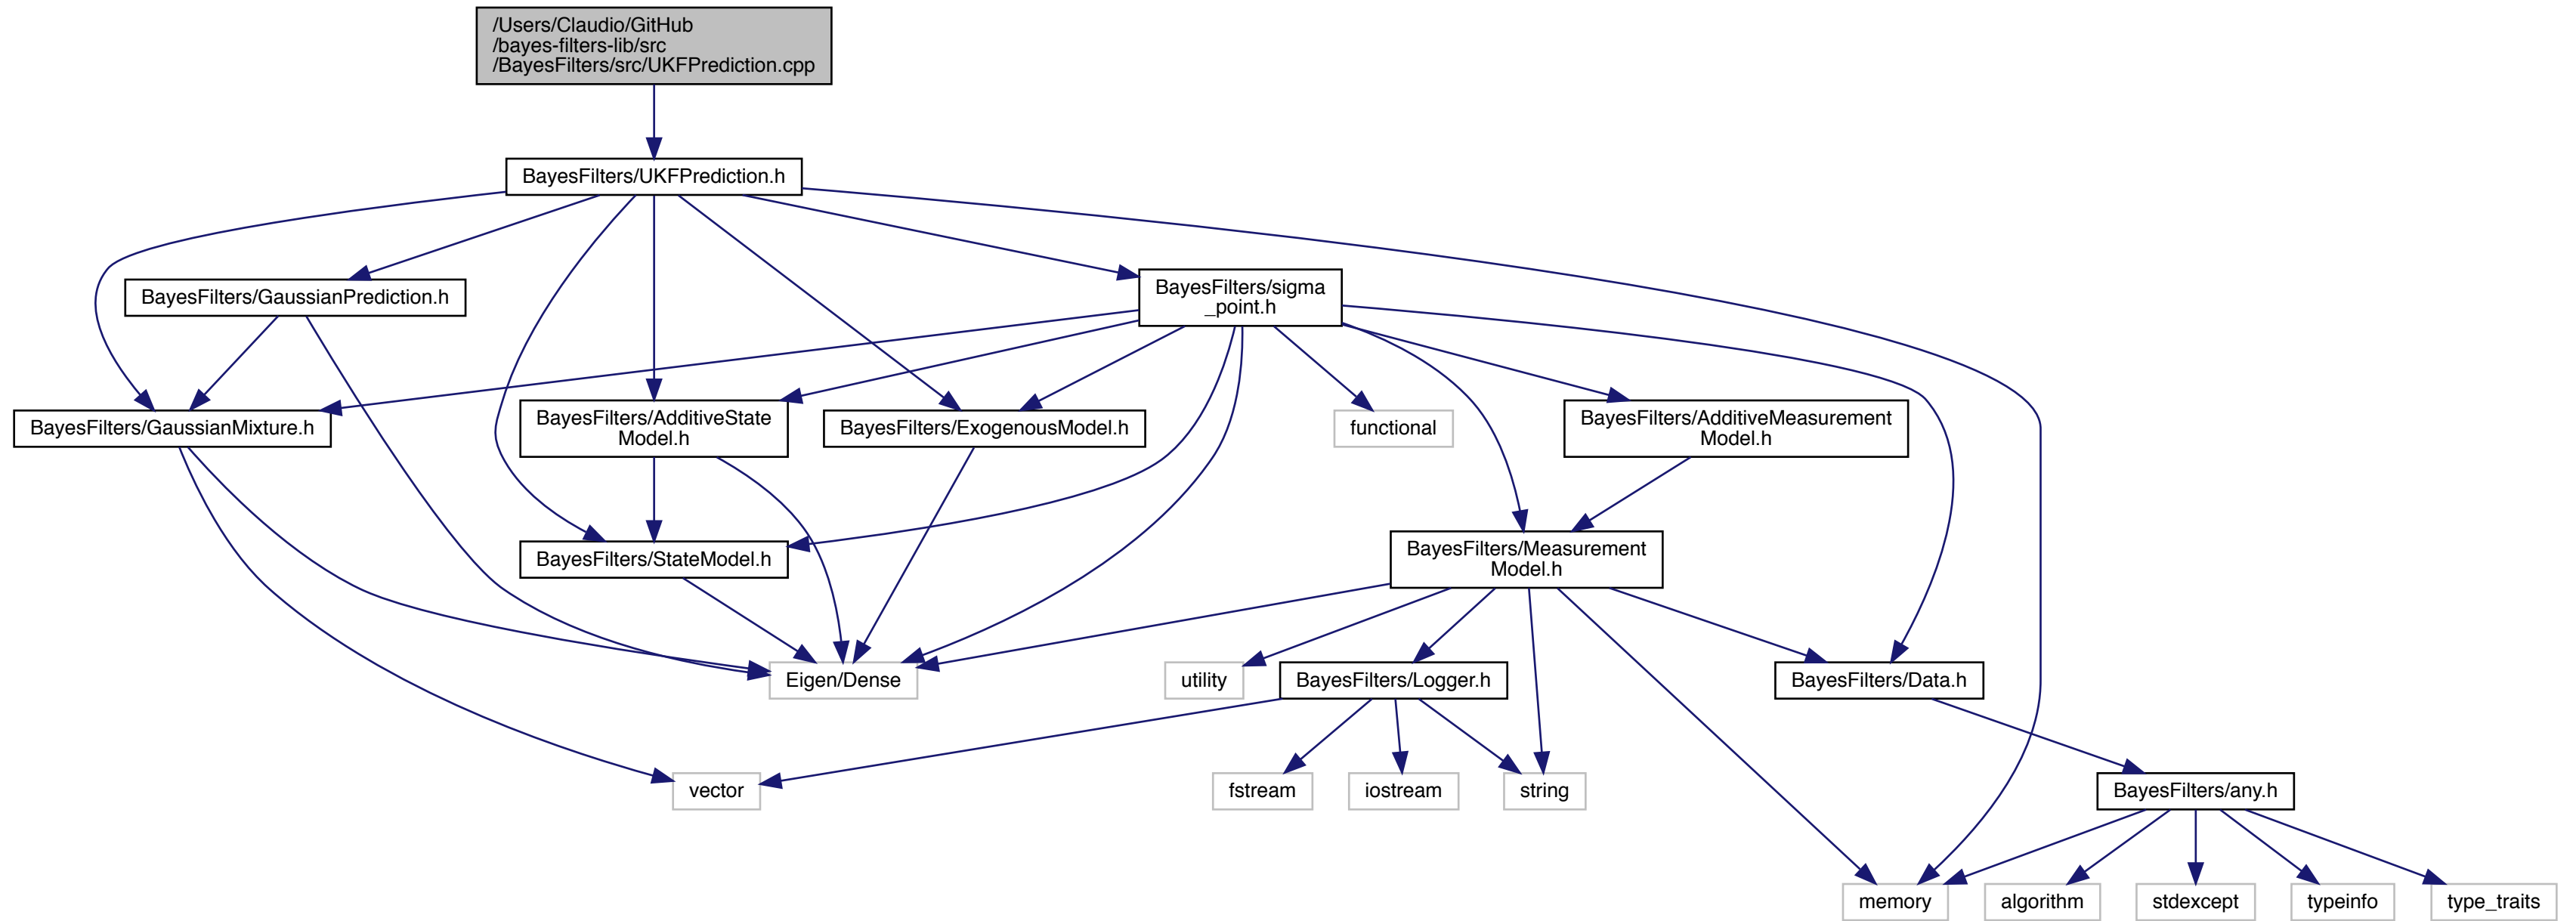 /Users/Claudio/GitHub
/bayes-filters-lib/src
/BayesFilters/src/UKFPrediction.cpp
BayesFilters/UKFPrediction.h
BayesFilters/GaussianPrediction.h
BayesFilters/sigma
_point.h
BayesFilters/GaussianMixture.h
BayesFilters/AdditiveState
Model.h
BayesFilters/ExogenousModel.h
functional
BayesFilters/AdditiveMeasurement
Model.h
BayesFilters/StateModel.h
BayesFilters/Measurement
Model.h
Eigen/Dense
utility
BayesFilters/Logger.h
BayesFilters/Data.h
vector
fstream
iostream
string
BayesFilters/any.h
memory
algorithm
stdexcept
typeinfo
type_traits